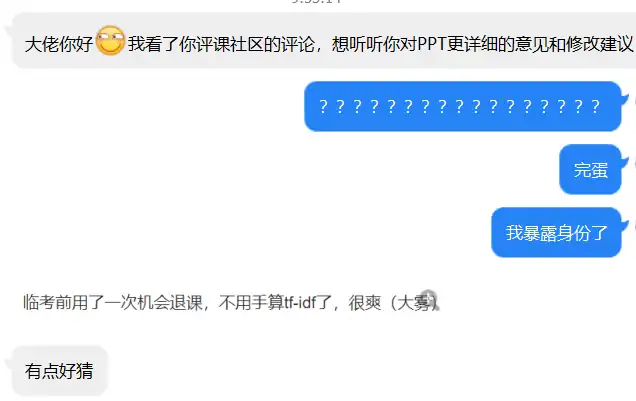 大佬你好我看了你评课社区的评论，想听听你对PPT更详细的意见和修改建议
？？？？？？？？？？？？？？？？？
完蛋
我暴露身份了
临考前用了一次机会退课，不用手算tf-idf了，很爽（大雾）
有点好猜